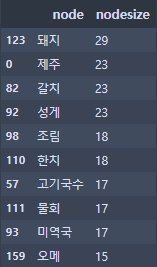 node nodesize
123 돼지 29
0 제주 23
82 갈치 23
92 성게 23
98 조림 18
110 한치 18
57 고기국수 17
111 물회 17
93 미역국 17
159 오메 15